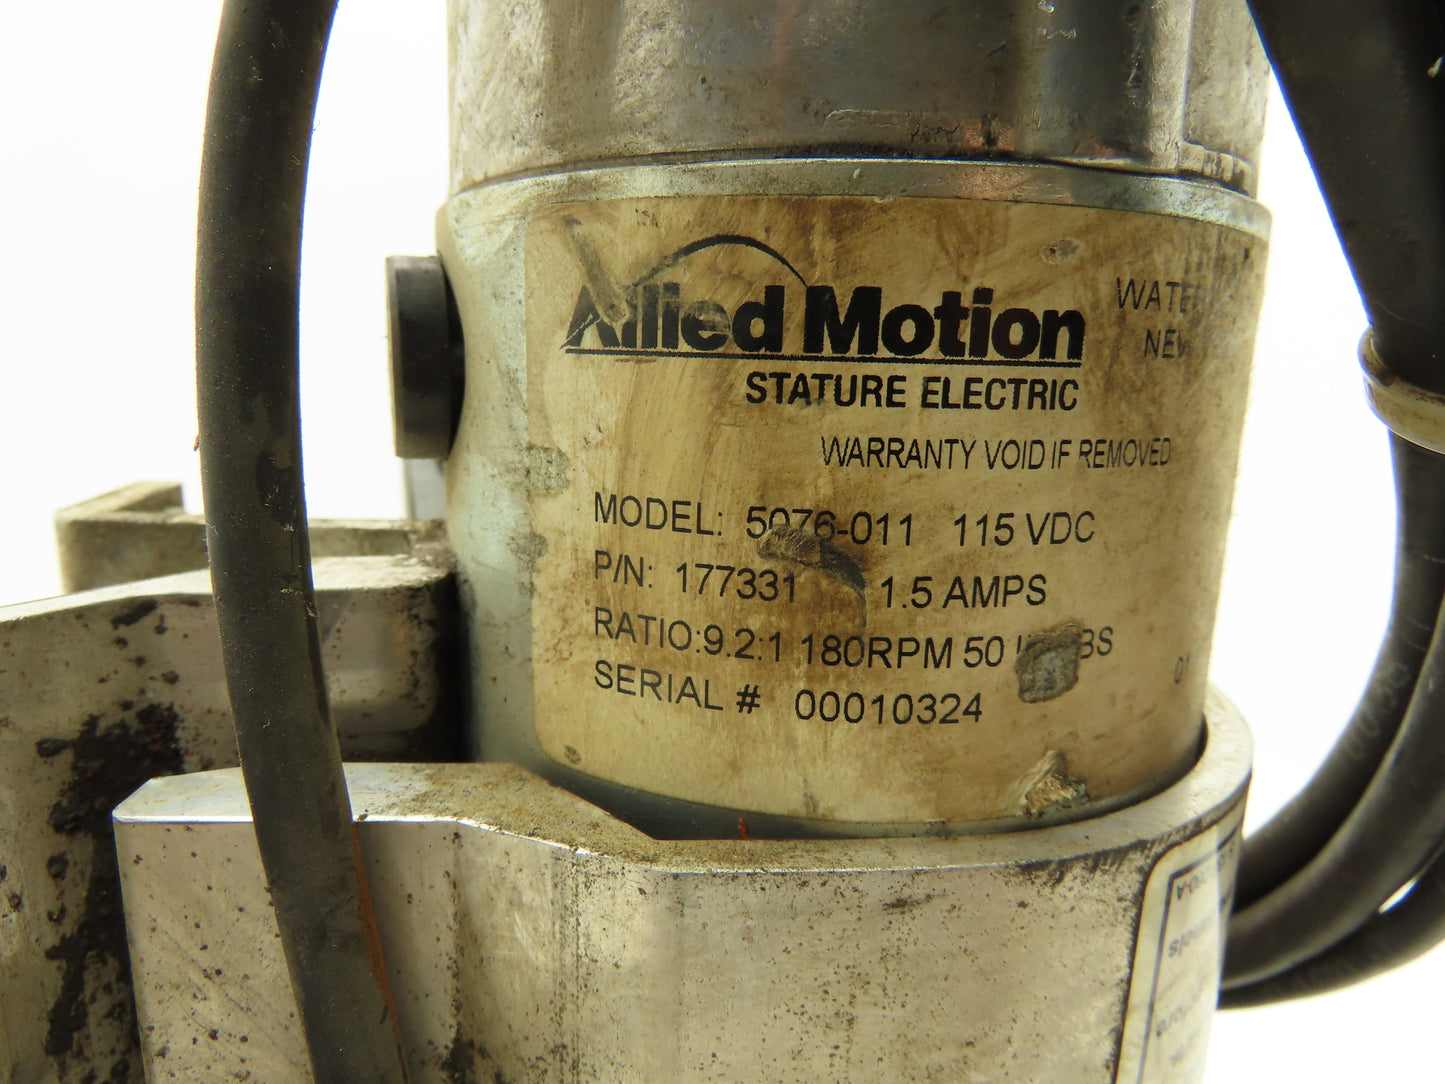 Allied Motion
STATURE ELECTRIC
WARRANTY VOID IF REMOVED
MODEL: 5076-011 115 VDC
P/N: 177331 1.5 AMPS
RATIO:9.2:1 180RPM 50
SERIAL # 00010324